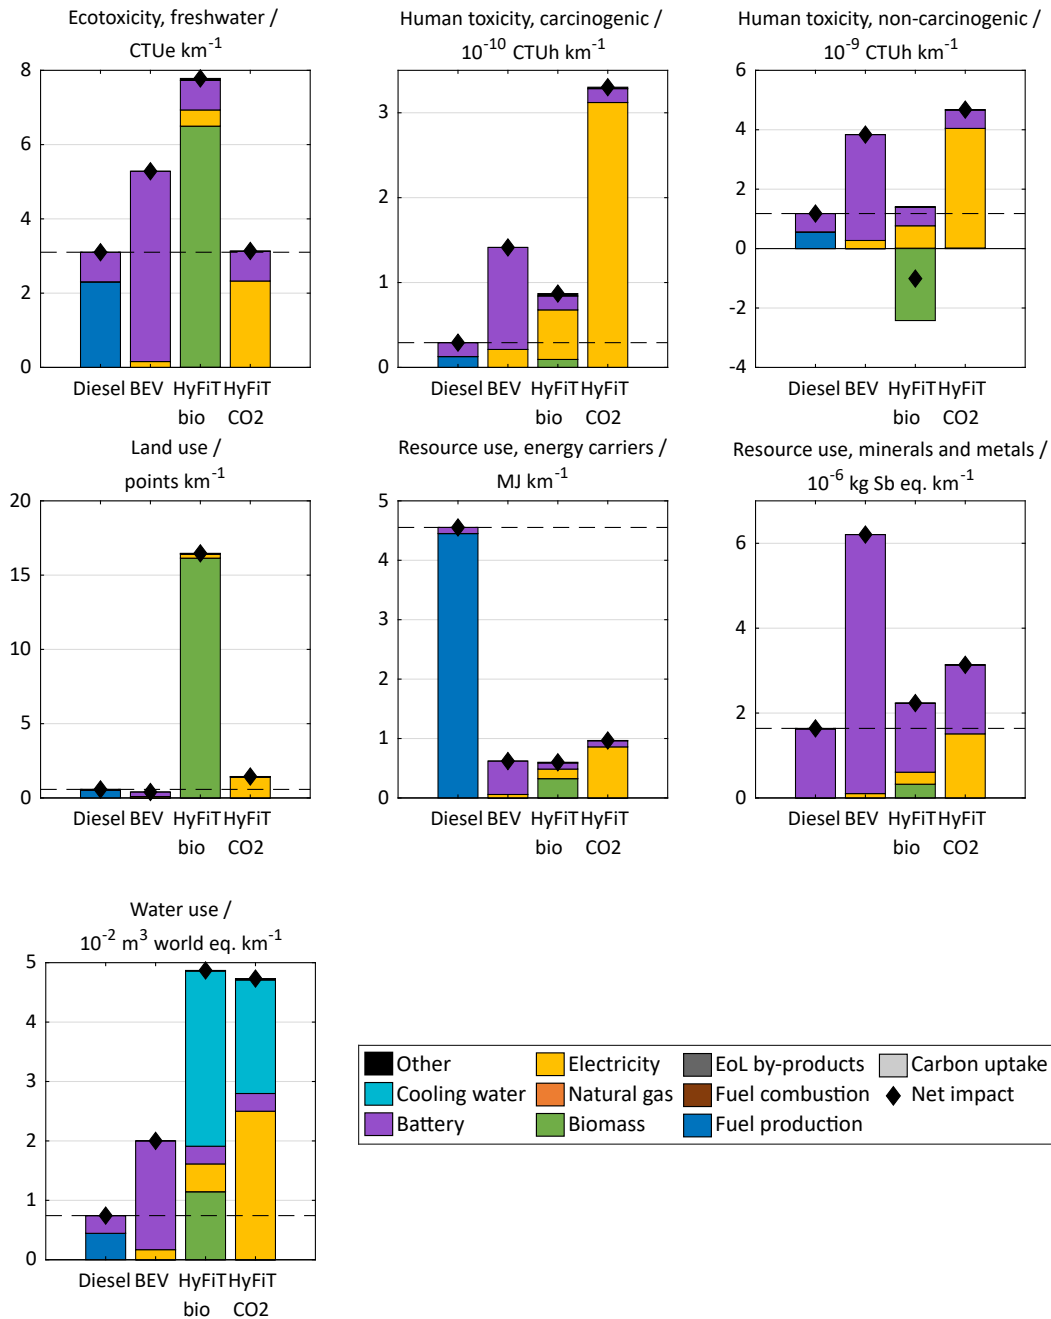 Ecotoxicity, freshwater /
CTUe km⁻¹
8
6
4
2
0
Diesel BEV HyFiT HyFiT
bio CO2
Human toxicity, carcinogenic /
10⁻¹⁰ CTUh km⁻¹
3
2
1
0
Diesel BEV HyFiT HyFiT
bio CO2
Human toxicity, non-carcinogenic /
10⁻⁹ CTUh km⁻¹
6
4
2
0
-2
-4
Diesel BEV HyFiT HyFiT
bio CO2
Land use /
points km⁻¹
20
15
10
5
0
Diesel BEV HyFiT HyFiT
bio CO2
Resource use, energy carriers /
MJ km⁻¹
5
4
3
2
1
0
Diesel BEV HyFiT HyFiT
bio CO2
Resource use, minerals and metals /
10⁻⁶ kg Sb eq. km⁻¹
6
4
2
0
Diesel BEV HyFiT HyFiT
bio CO2
Water use /
10⁻² m³ world eq. km⁻¹
5
4
3
2
1
0
Diesel BEV HyFiT HyFiT
bio CO2
Other Electricity EoL by-products Carbon uptake
Cooling water Natural gas Fuel combustion Net impact
Battery Biomass Fuel production